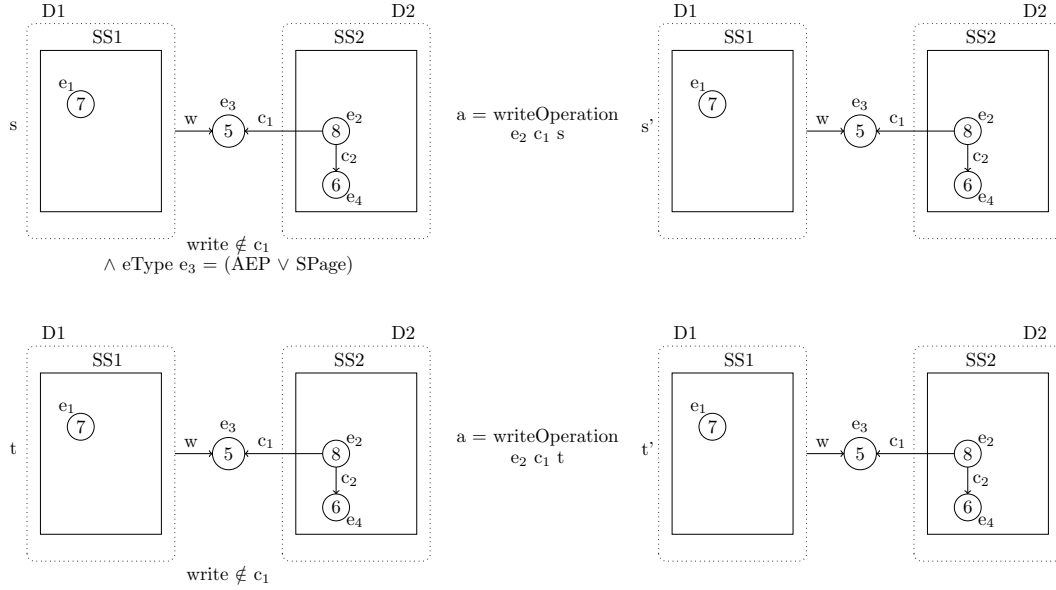 D1 D2 D1 D2
SS1 SS2 SS1 SS2
e₁ e₁
7 7
s w e₃ 5 c₁ 8 e₂ a = writeOperation s' w e₃ 5 c₁ 8 e₂
e₂ c₁ s
c₂ c₂
6 6
e₄ e₄
write ∉ c₁
∧ eType e₃ = (AEP ∨ SPage)
D1 D2 D1 D2
SS1 SS2 SS1 SS2
e₁ e₁
7 7
t w e₃ 5 c₁ 8 e₂ a = writeOperation t' w e₃ 5 c₁ 8 e₂
e₂ c₁ t
c₂ c₂
6 6
e₄ e₄
write ∉ c₁